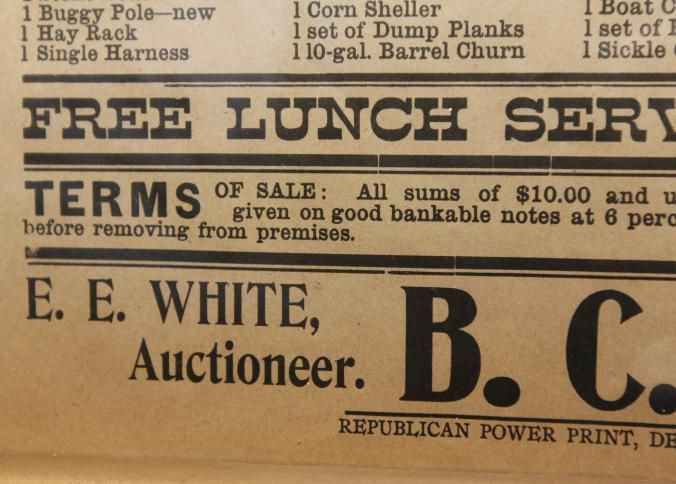 1 Buggy Pole—new
1 Hay Rack
1 Single Harness
1 Corn Sheller
1 set of Dump Planks
1 10-gal. Barrel Churn
1 Boat
1 set of
1 Sickle
FREE LUNCH SERV
TERMS OF SALE: All sums of $10.00 and u
given on good bankable notes at 6 perc
before removing from premises.
E. E. WHITE,
Auctioneer.
B. C.
REPUBLICAN POWER PRINT, DE